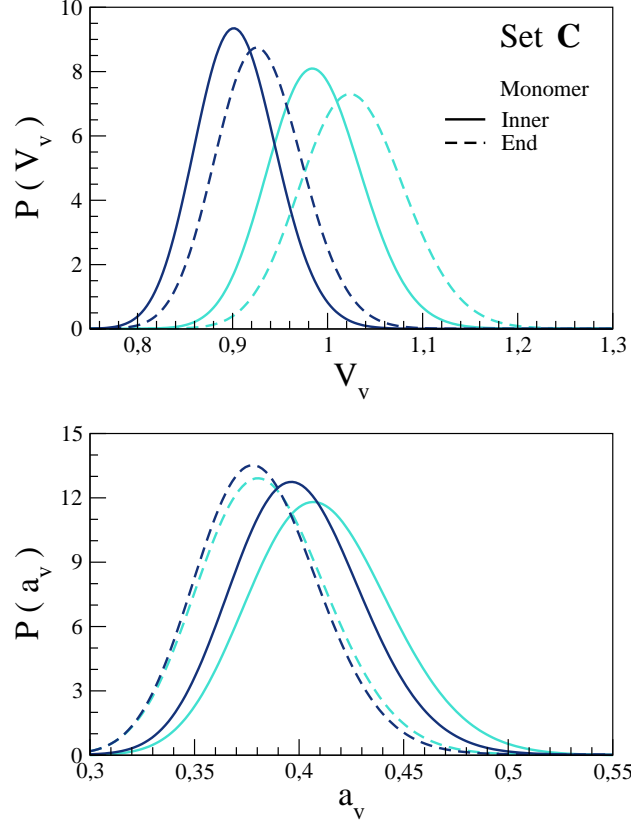 Set C
Monomer
Inner
End
10
8
6
4
2
0
P ( V_v )
0,8 0,9 1 1,1 1,2 1,3
V_v
15
12
9
6
3
0
P ( a_v )
0,3 0,35 0,4 0,45 0,5 0,55
a_v